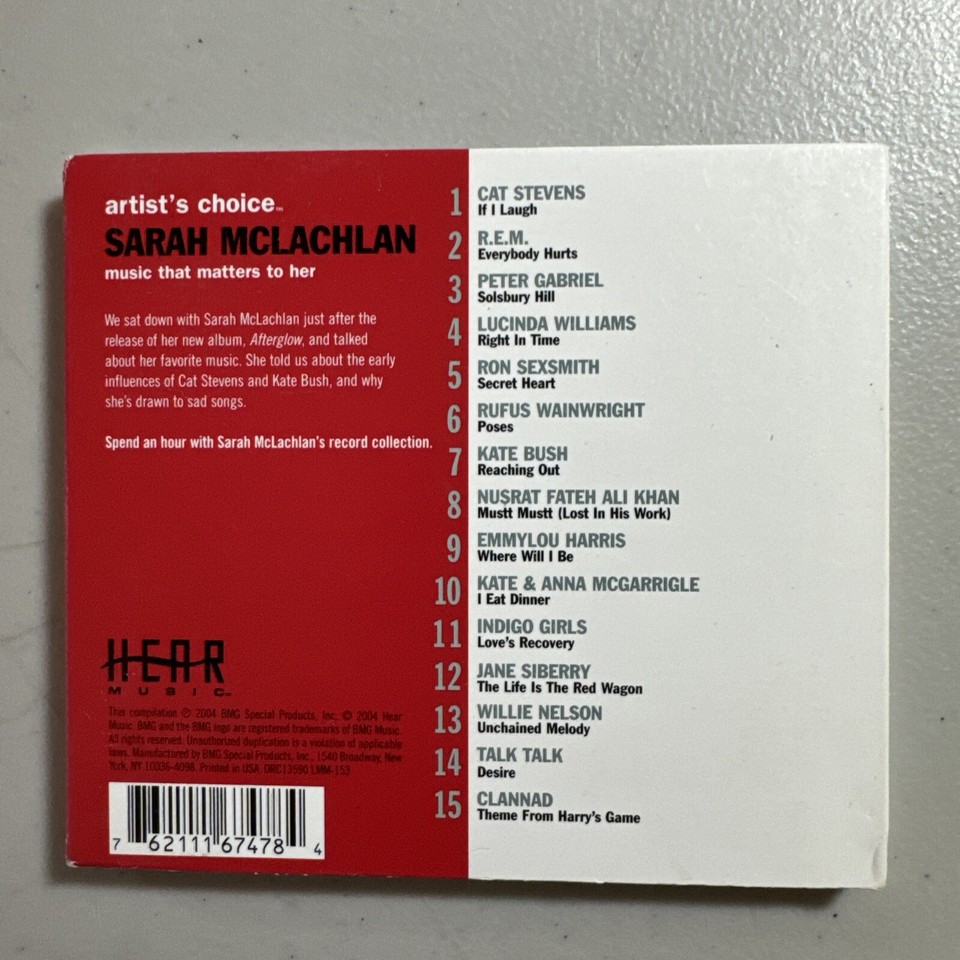 artist's choice™
SARAH MCLACHLAN
music that matters to her
We sat down with Sarah McLachlan just after the
release of her new album, Afterglow, and talked
about her favorite music. She told us about the early
influences of Cat Stevens and Kate Bush, and why
she's drawn to sad songs.
Spend an hour with Sarah McLachlan's record collection.
HEAR
MUSIC™
This compilation ℗ 2004 BMG Special Products, Inc. © 2004 Hear
Music. BMG and the BMG logo are registered trademarks of BMG Music.
All rights reserved. Unauthorized duplication is a violation of applicable
laws. Manufactured by BMG Special Products, Inc., 1540 Broadway, New
York, NY 10036-4098. Printed in USA. DRC13590 LMM-153
7 62111 67478 4
1 CAT STEVENS
If I Laugh
2 R.E.M.
Everybody Hurts
3 PETER GABRIEL
Solsbury Hill
4 LUCINDA WILLIAMS
Right In Time
5 RON SEXSMITH
Secret Heart
6 RUFUS WAINWRIGHT
Poses
7 KATE BUSH
Reaching Out
8 NUSRAT FATEH ALI KHAN
Mustt Mustt (Lost In His Work)
9 EMMYLOU HARRIS
Where Will I Be
10 KATE & ANNA MCGARRIGLE
I Eat Dinner
11 INDIGO GIRLS
Love's Recovery
12 JANE SIBERRY
The Life Is The Red Wagon
13 WILLIE NELSON
Unchained Melody
14 TALK TALK
Desire
15 CLANNAD
Theme From Harry's Game